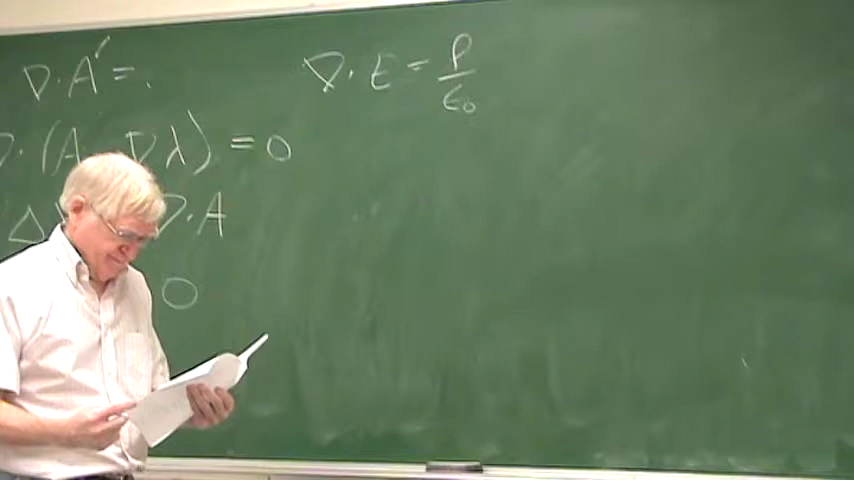 ∇·A' = .
∇·(A ∇λ) = 0
Δ ∇·A
0
∇·E = ρ/ε₀